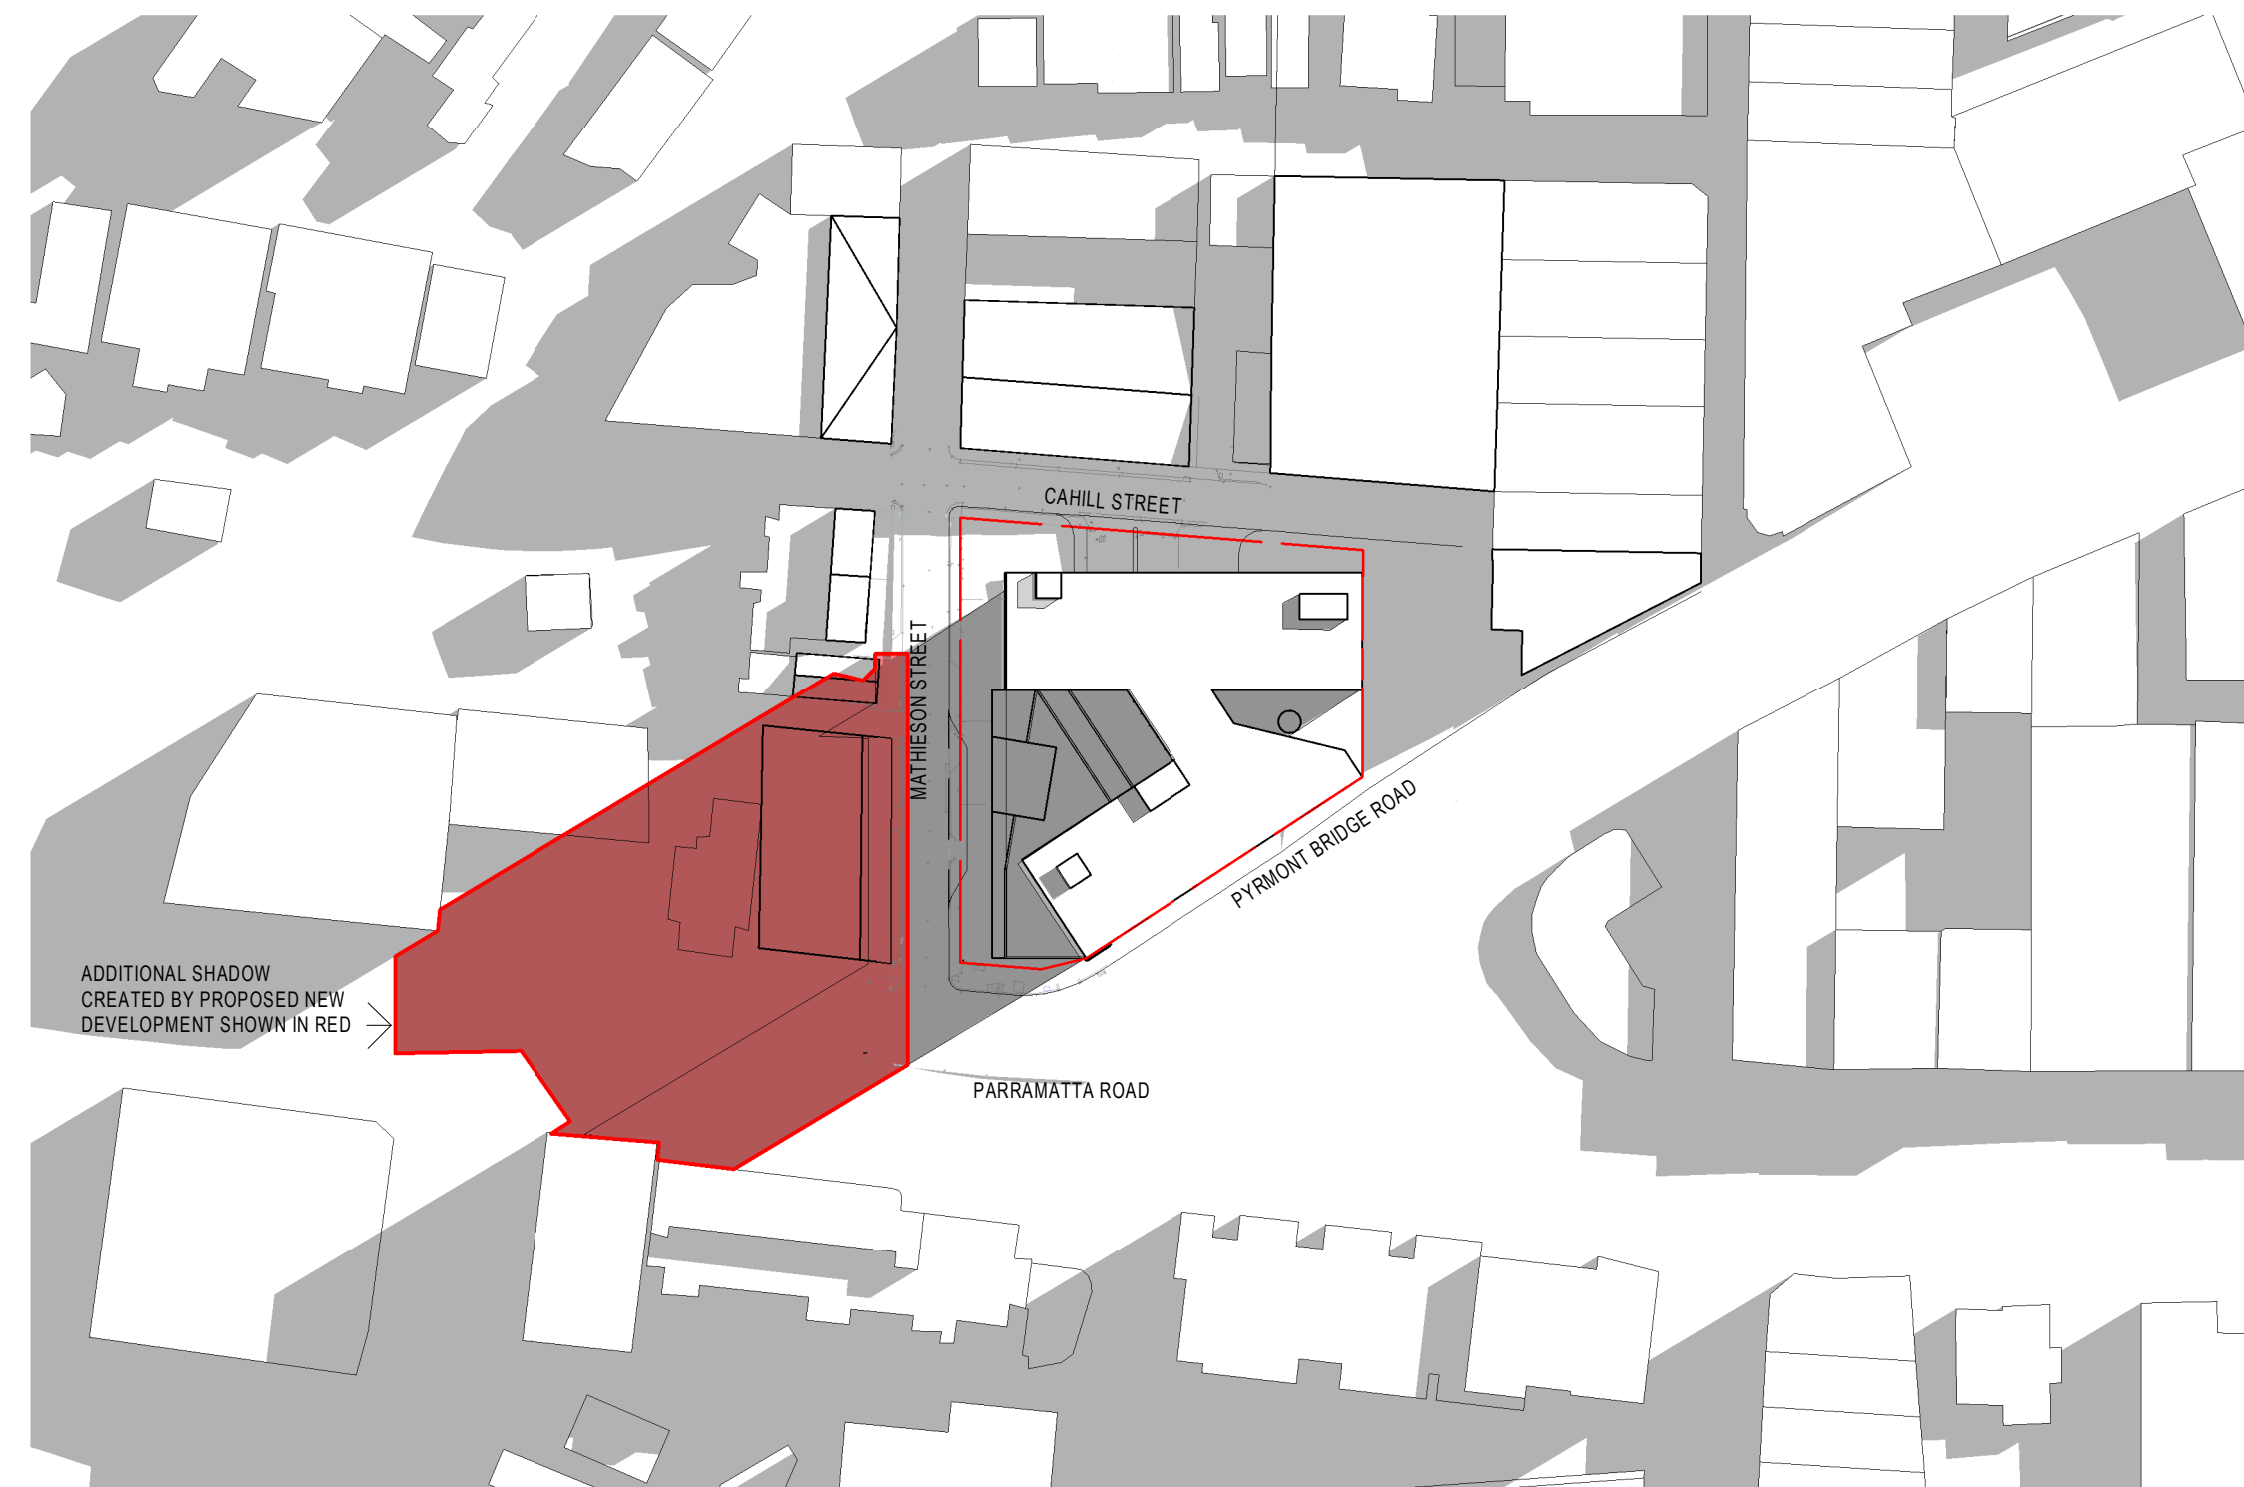 CAHILL STREET
MATHIESON STREET
PYRMONT BRIDGE ROAD
ADDITIONAL SHADOW
CREATED BY PROPOSED NEW
DEVELOPMENT SHOWN IN RED
PARRAMATTA ROAD